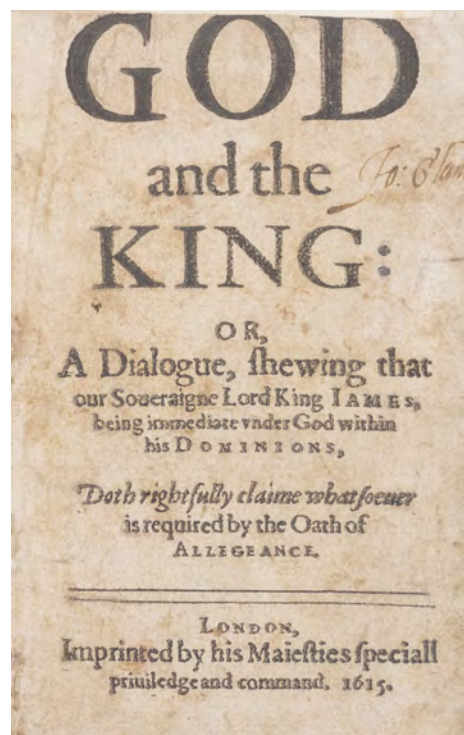 GOD
and the
Jo:
KING:
OR,
A Dialogue, ſhewing that
our Soueraigne Lord King IAMES,
being immediate vnder God within
his DOMINIONS,
Doth rightfully claime whatſoeuer
is required by the Oath of
ALLEGEANCE.
LONDON,
Imprinted by his Maieſties ſpeciall
priuiledge and command. 1615.